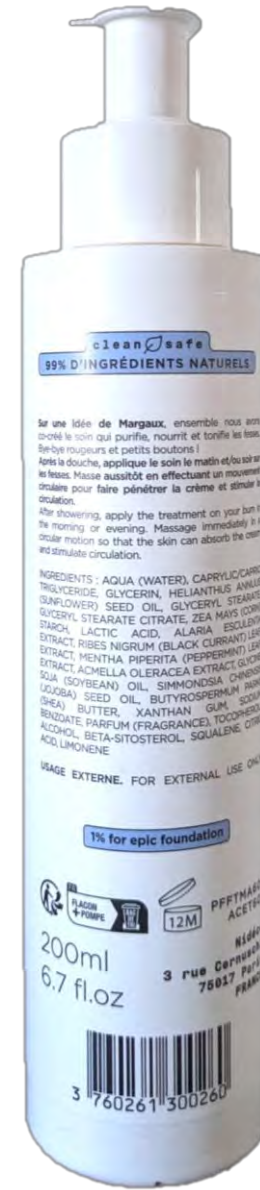 clean safe
99% D'INGRÉDIENTS NATURELS
Sur une idée de Margaux, ensemble nous avons
co-créé le soin qui purifie, nourrit et tonifie les fesses.
Bye-bye rougeurs et petits boutons !
Après la douche, applique le soin le matin et/ou soir sur
les fesses. Masse aussitôt en effectuant un mouvement
circulaire pour faire pénétrer la crème et stimuler la
circulation.
After showering, apply the treatment on your bum in
the morning or evening. Massage immediately in a
circular motion so that the skin can absorb the cream
and stimulate circulation.
INGREDIENTS : AQUA (WATER), CAPRYLIC/CAPRIC
TRIGLYCERIDE, GLYCERIN, HELIANTHUS ANNUUS
(SUNFLOWER) SEED OIL, GLYCERYL STEARATE,
GLYCERYL STEARATE CITRATE, ZEA MAYS (CORN)
STARCH, LACTIC ACID, ALARIA ESCULENTA
EXTRACT, RIBES NIGRUM (BLACK CURRANT) LEAF
EXTRACT, MENTHA PIPERITA (PEPPERMINT) LEAF
EXTRACT, ACMELLA OLERACEA EXTRACT, GLYCINE
SOJA (SOYBEAN) OIL, SIMMONDSIA CHINENSIS
(JOJOBA) SEED OIL, BUTYROSPERMUM PARKII
(SHEA) BUTTER, XANTHAN GUM, SODIUM
BENZOATE, PARFUM (FRAGRANCE), TOCOPHEROL,
ALCOHOL, BETA-SITOSTEROL, SQUALENE, CITRIC
ACID, LIMONENE
USAGE EXTERNE. FOR EXTERNAL USE ONLY
1% for epic foundation
FLACON
+POMPE
12M
200ml
6.7 fl.oz
3 rue
75017
3 760261 300260